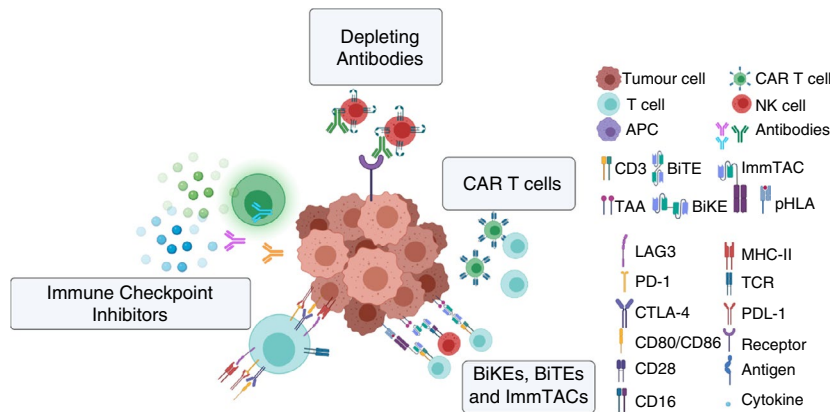 Depleting
Antibodies
CAR T cells
Immune Checkpoint
Inhibitors
BiKEs, BiTEs
and ImmTACs
Tumour cell
CAR T cell
T cell
NK cell
APC
Antibodies
CD3
BiTE
ImmTAC
TAA
BiKE
pHLA
LAG3
MHC-II
PD-1
TCR
CTLA-4
PDL-1
CD80/CD86
Receptor
CD28
Antigen
CD16
Cytokine